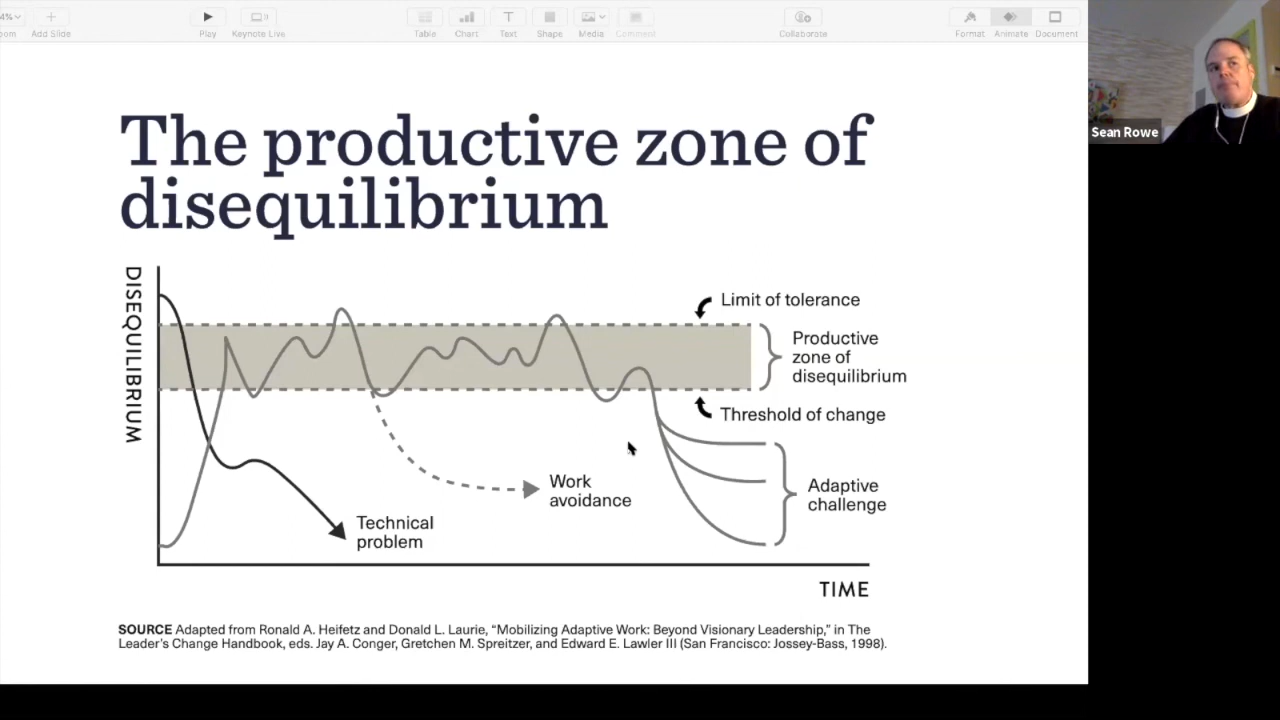 4%
oom
Add Slide
Play
Keynote Live
Table
Chart
Text
Shape
Media
Comment
Collaborate
Format
Animate
Document
Sean Rowe
The productive zone of
disequilibrium
DISEQUILIBRIUM
Limit of tolerance
Productive
zone of
disequilibrium
Threshold of change
Work
avoidance
Adaptive
challenge
Technical
problem
TIME
SOURCE Adapted from Ronald A. Heifetz and Donald L. Laurie, “Mobilizing Adaptive Work: Beyond Visionary Leadership,” in The
Leader’s Change Handbook, eds. Jay A. Conger, Gretchen M. Spreitzer, and Edward E. Lawler III (San Francisco: Jossey-Bass, 1998).